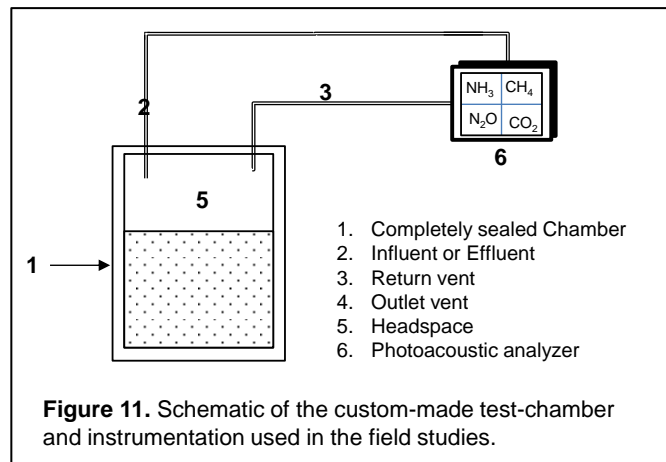 2
3
NH₃ CH₄
N₂O CO₂
6
5
1
1. Completely sealed Chamber
2. Influent or Effluent
3. Return vent
4. Outlet vent
5. Headspace
6. Photoacoustic analyzer
Figure 11. Schematic of the custom-made test-chamber
and instrumentation used in the field studies.